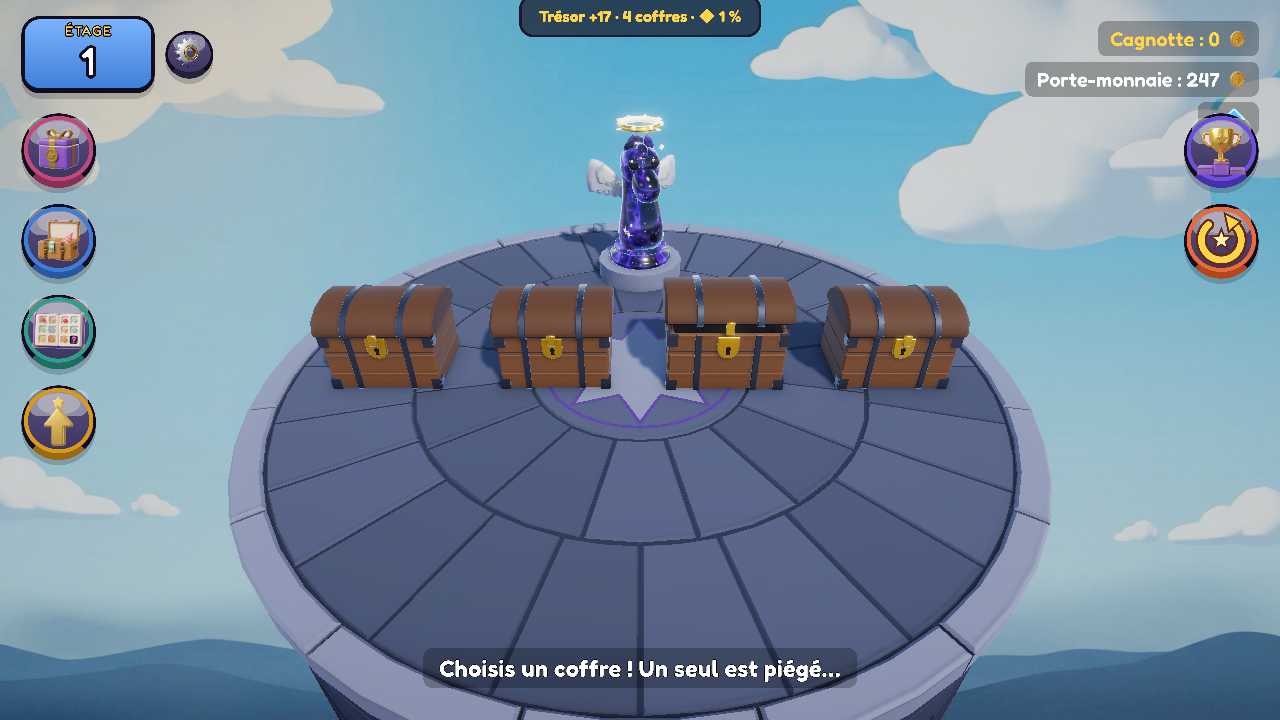 Trésor +17 · 4 coffres · ◆ 1 %
ÉTAGE
1
Cagnotte : 0
Porte-monnaie : 247
Choisis un coffre ! Un seul est piégé...